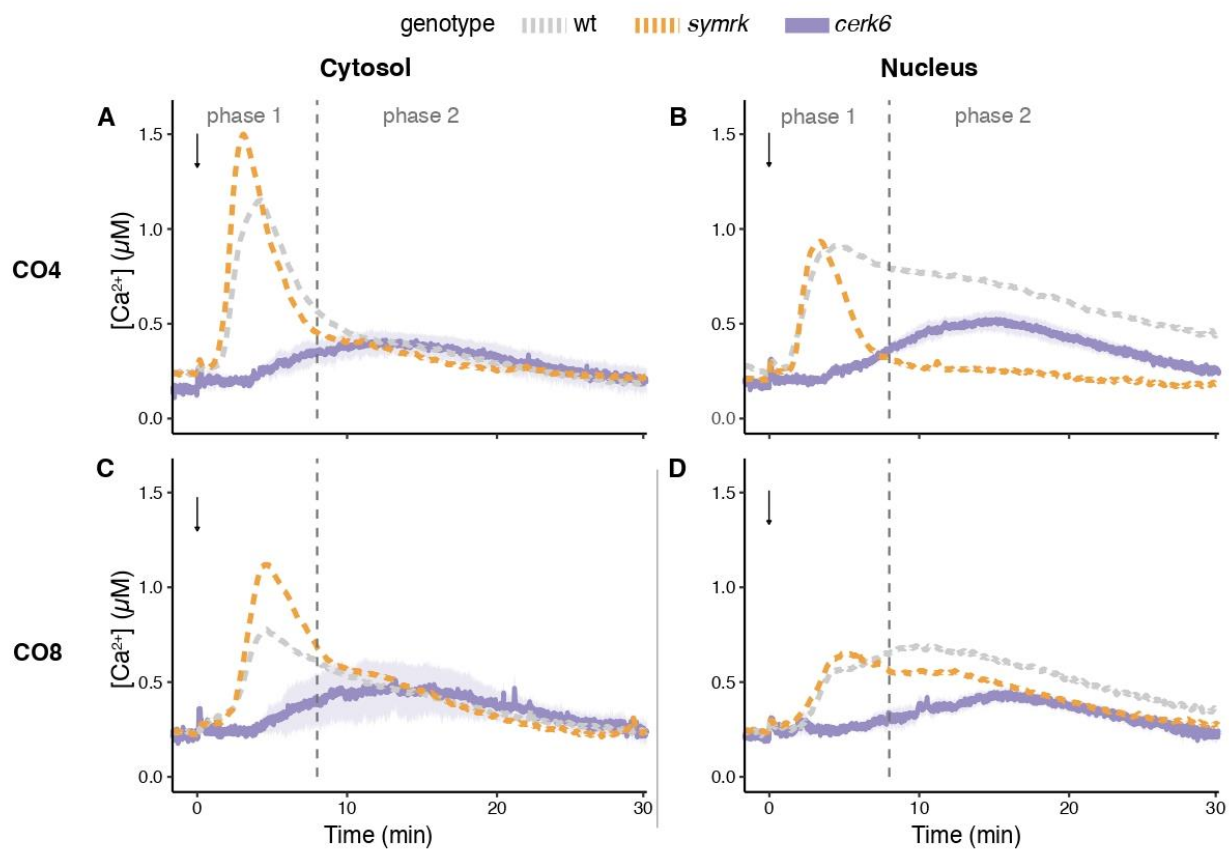 genotype wt symrk cerk6
Cytosol Nucleus
A phase 1 phase 2 B phase 1 phase 2
1.5 1.5
1.0 1.0
CO4 [Ca²⁺] (µM)
0.5 0.5
0.0 0.0
C D
1.5 1.5
1.0 1.0
CO8 [Ca²⁺] (µM)
0.5 0.5
0.0 0.0
0 10 20 30 0 10 20 30
Time (min) Time (min)